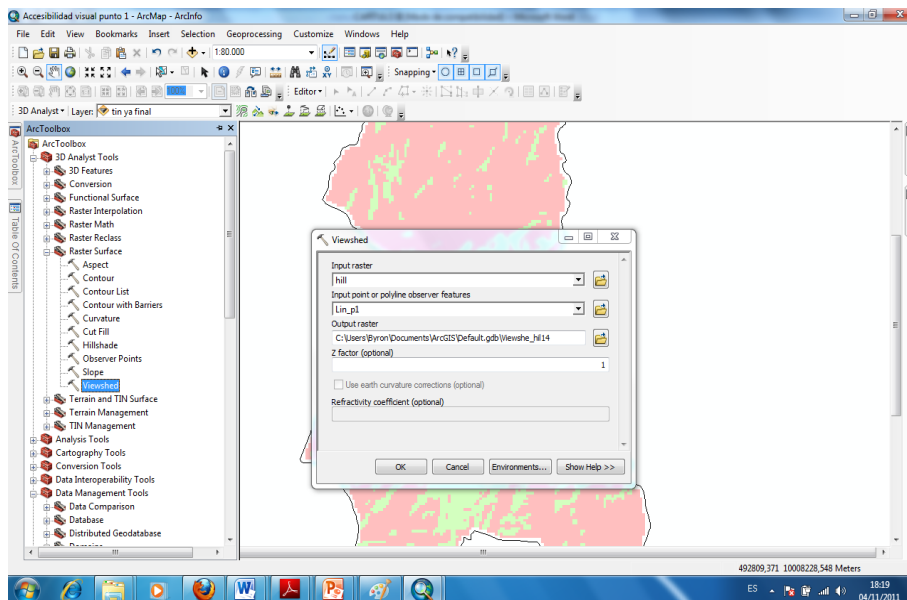 Accesibilidad visual punto 1 - ArcMap - ArcInfo
File Edit View Bookmarks Insert Selection Geoprocessing Customize Windows Help
1:80.000
Snapping
100%
Editor
3D Analyst Layer: tin ya final
ArcToolbox
ArcToolbox
Table Of Contents
ArcToolbox
3D Analyst Tools
3D Features
Conversion
Functional Surface
Raster Interpolation
Raster Math
Raster Reclass
Raster Surface
Aspect
Contour
Contour List
Contour with Barriers
Curvature
Cut Fill
Hillshade
Observer Points
Slope
Viewshed
Terrain and TIN Surface
Terrain Management
TIN Management
Analysis Tools
Cartography Tools
Conversion Tools
Data Interoperability Tools
Data Management Tools
Data Comparison
Database
Distributed Geodatabase
Viewshed
Input raster
hill
Input point or polyline observer features
Lin_p1
Output raster
C:\Users\Byron\Documents\ArcGIS\Default.gdb\Viewshe_hil14
Z factor (optional)
1
Use earth curvature corrections (optional)
Refractivity coefficient (optional)
OK Cancel Environments... Show Help >>
492809,371 10008228,548 Meters
ES
18:19
04/11/2011